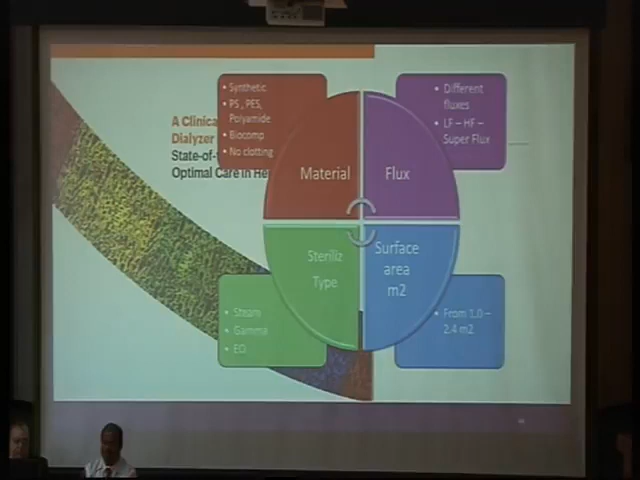 • Synthetic
• PS , PES,
Polyamide
• Biocomp
• No clotting
A Clinica
Dialyzer
State-of-
Optimal Care in He
Material
• Different
fluxes
• LF – HF –
Super Flux
Flux
Steriliz
Type
• Steam
• Gamma
• EO
Surface
area
m2
• From 1.0 –
2.4 m2